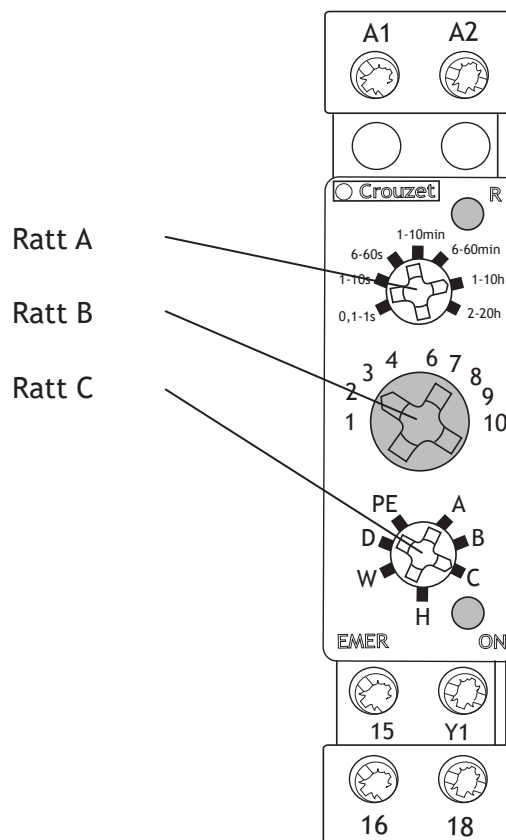 A1 A2
Crouzet R
Ratt A
1-10min
6-60s 6-60min
1-10s 1-10h
0,1-1s 2-20h
Ratt B
1 2 3 4 6 7 8 9 10
Ratt C
PE A
D B
W C
H
EMER ON
15 Y1
16 18